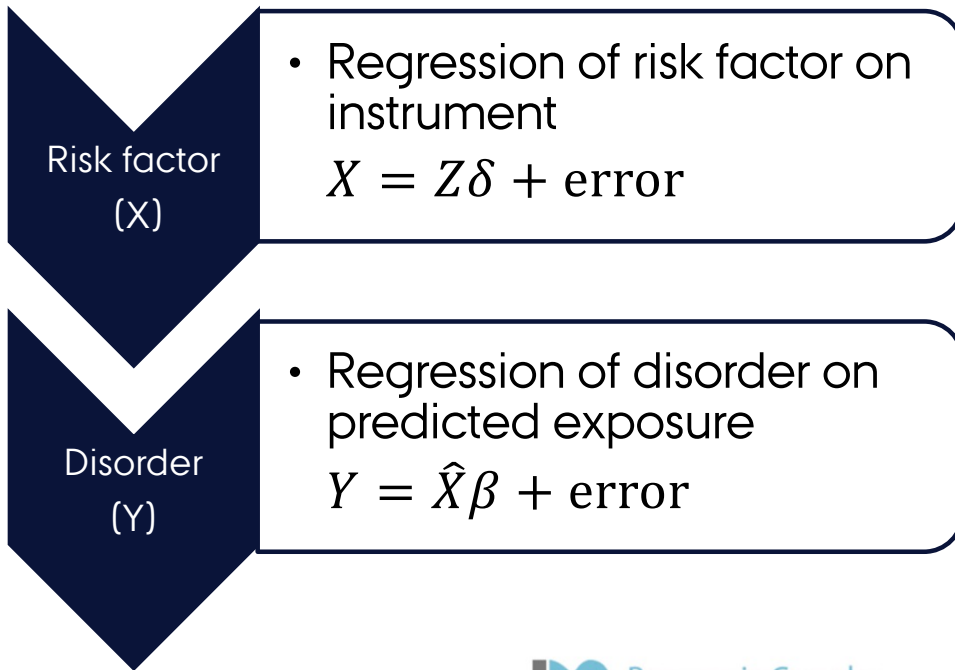 Risk factor
(X)
• Regression of risk factor on
instrument
X = Zδ + error
Disorder
(Y)
• Regression of disorder on
predicted exposure
Y = X̂β + error